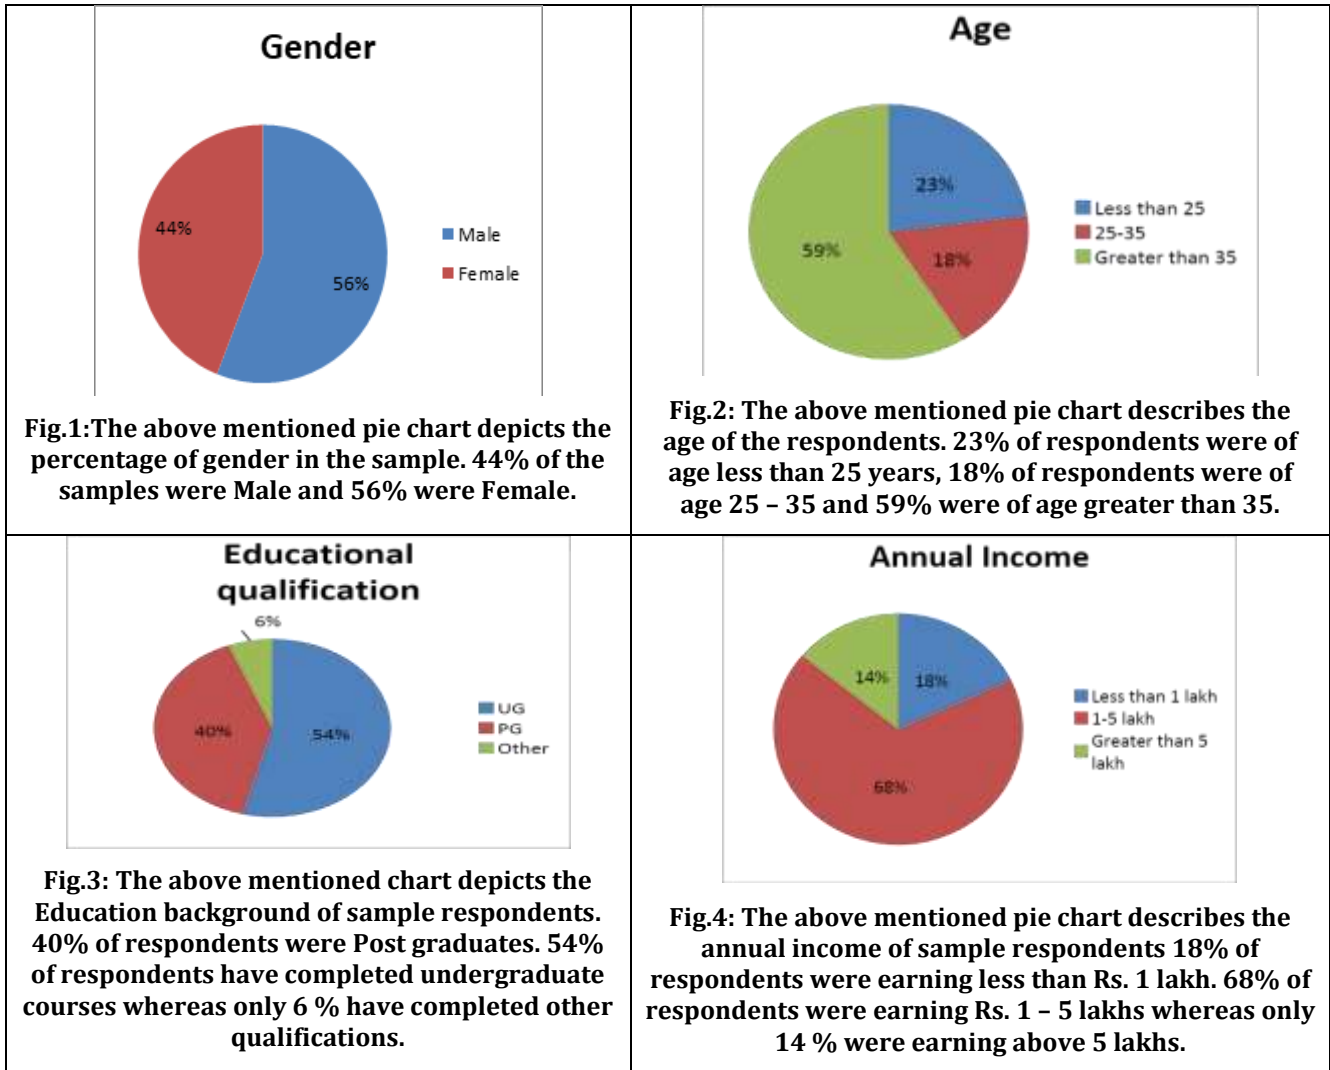 Gender
44%
56%
Male
Female
Fig.1:The above mentioned pie chart depicts the
percentage of gender in the sample. 44% of the
samples were Male and 56% were Female.
Age
23%
59%
18%
Less than 25
25-35
Greater than 35
Fig.2: The above mentioned pie chart describes the
age of the respondents. 23% of respondents were of
age less than 25 years, 18% of respondents were of
age 25 – 35 and 59% were of age greater than 35.
Educational
qualification
6%
40%
54%
UG
PG
Other
Fig.3: The above mentioned chart depicts the
Education background of sample respondents.
40% of respondents were Post graduates. 54%
of respondents have completed undergraduate
courses whereas only 6 % have completed other
qualifications.
Annual Income
14%
18%
68%
Less than 1 lakh
1-5 lakh
Greater than 5
lakh
Fig.4: The above mentioned pie chart describes the
annual income of sample respondents 18% of
respondents were earning less than Rs. 1 lakh. 68% of
respondents were earning Rs. 1 – 5 lakhs whereas only
14 % were earning above 5 lakhs.